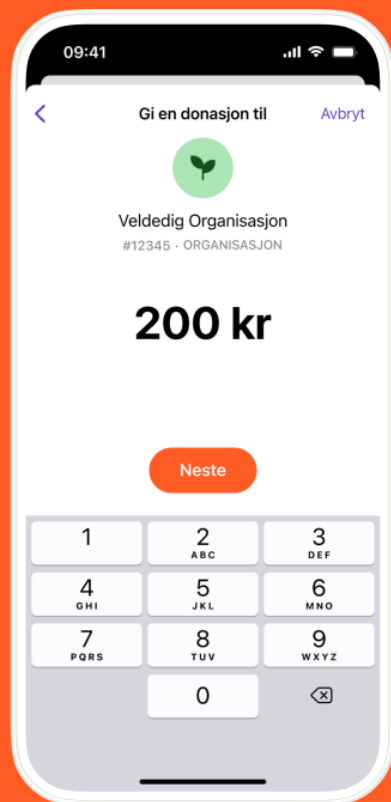 09:41
Gi en donasjon til
Avbryt
Veldedig Organisasjon
#12345 · ORGANISASJON
200 kr
Neste
1
2
ABC
3
DEF
4
GHI
5
JKL
6
MNO
7
PQRS
8
TUV
9
WXYZ
0